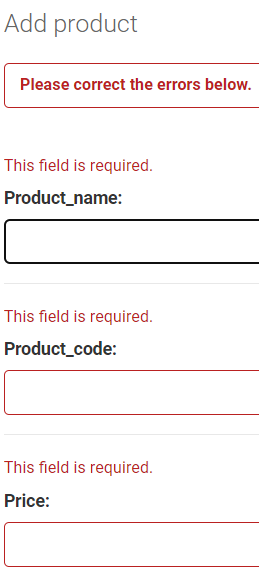 Add product
Please correct the errors below.
This field is required.
Product_name:
This field is required.
Product_code:
This field is required.
Price: